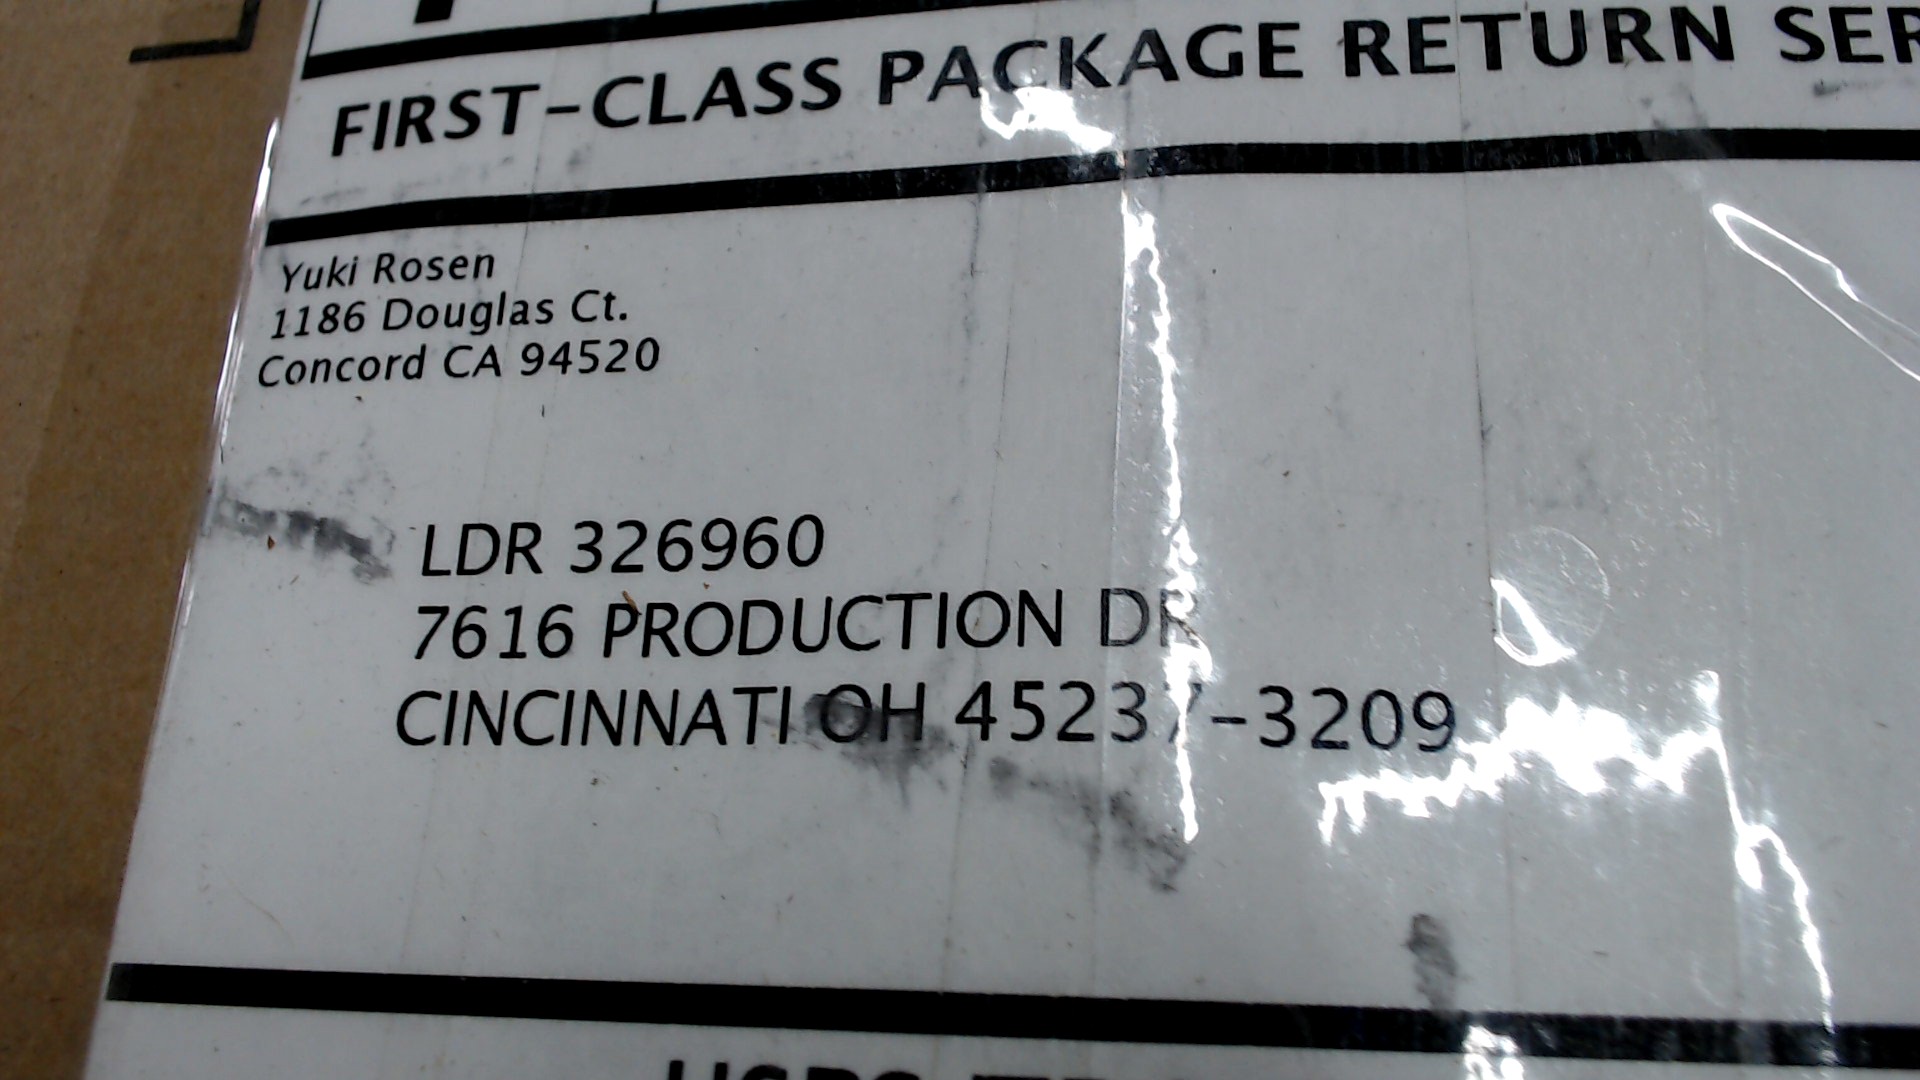 FIRST-CLASS PACKAGE RETURN SER
Yuki Rosen
1186 Douglas Ct.
Concord CA 94520
LDR 326960
7616 PRODUCTION DR
CINCINNATI OH 45237-3209
USPS